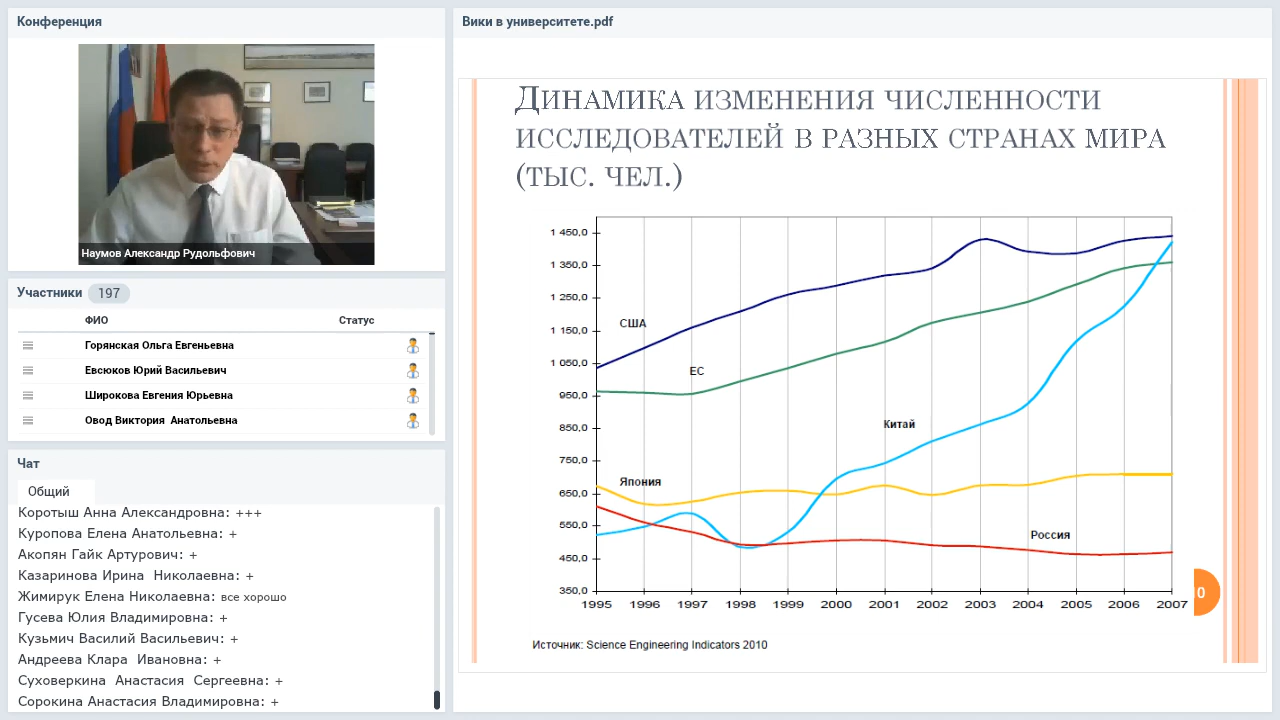 Конференция
Наумов Александр Рудольфович
Участники 197
ФИО Статус
Горянская Ольга Евгеньевна
Евсюков Юрий Васильевич
Широкова Евгения Юрьевна
Овод Виктория Анатольевна
Чат
Общий
Коротыш Анна Александровна: +++
Куропова Елена Анатольевна: +
Акопян Гайк Артурович: +
Казаринова Ирина Николаевна: +
Жимирук Елена Николаевна: все хорошо
Гусева Юлия Владимировна: +
Кузьмич Василий Васильевич: +
Андреева Клара Ивановна: +
Суховеркина Анастасия Сергеевна: +
Сорокина Анастасия Владимировна: +
Вики в университете.pdf
Динамика изменения численности
исследователей в разных странах мира
(тыс. чел.)
1 450,0
1 350,0
1 250,0
1 150,0
1 050,0
950,0
850,0
750,0
650,0
550,0
450,0
350,0
США
ЕС
Китай
Япония
Россия
1995 1996 1997 1998 1999 2000 2001 2002 2003 2004 2005 2006 2007
0
Источник: Science Engineering Indicators 2010